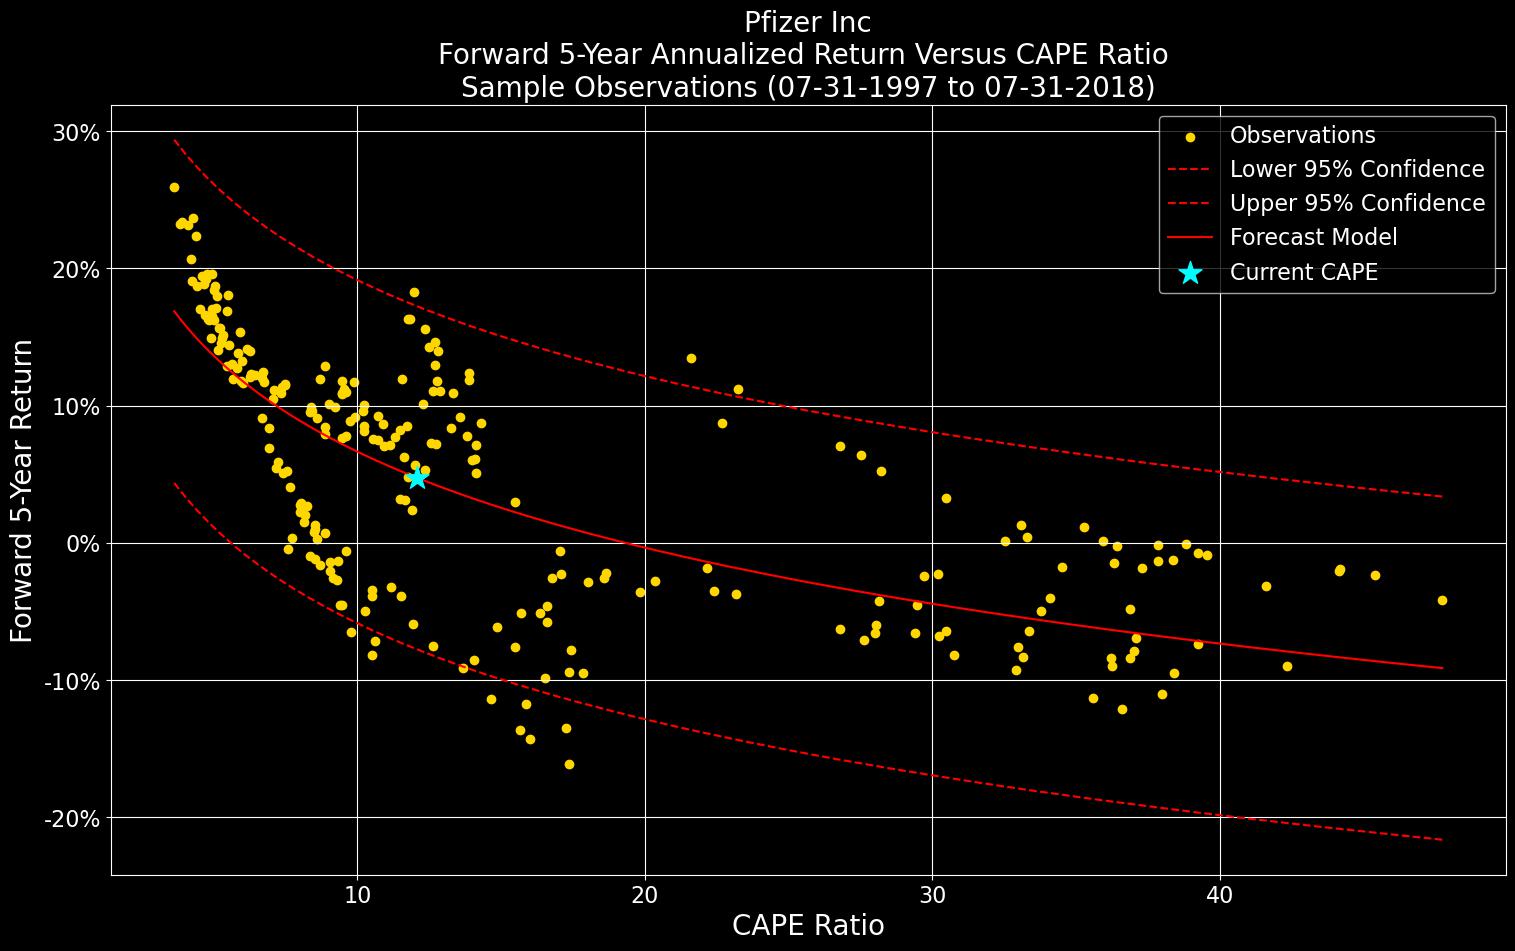 Pfizer Inc
Forward 5-Year Annualized Return Versus CAPE Ratio
Sample Observations (07-31-1997 to 07-31-2018)
Observations
Lower 95% Confidence
Upper 95% Confidence
Forecast Model
Current CAPE
Forward 5-Year Return
30%
20%
10%
0%
-10%
-20%
10 20 30 40
CAPE Ratio